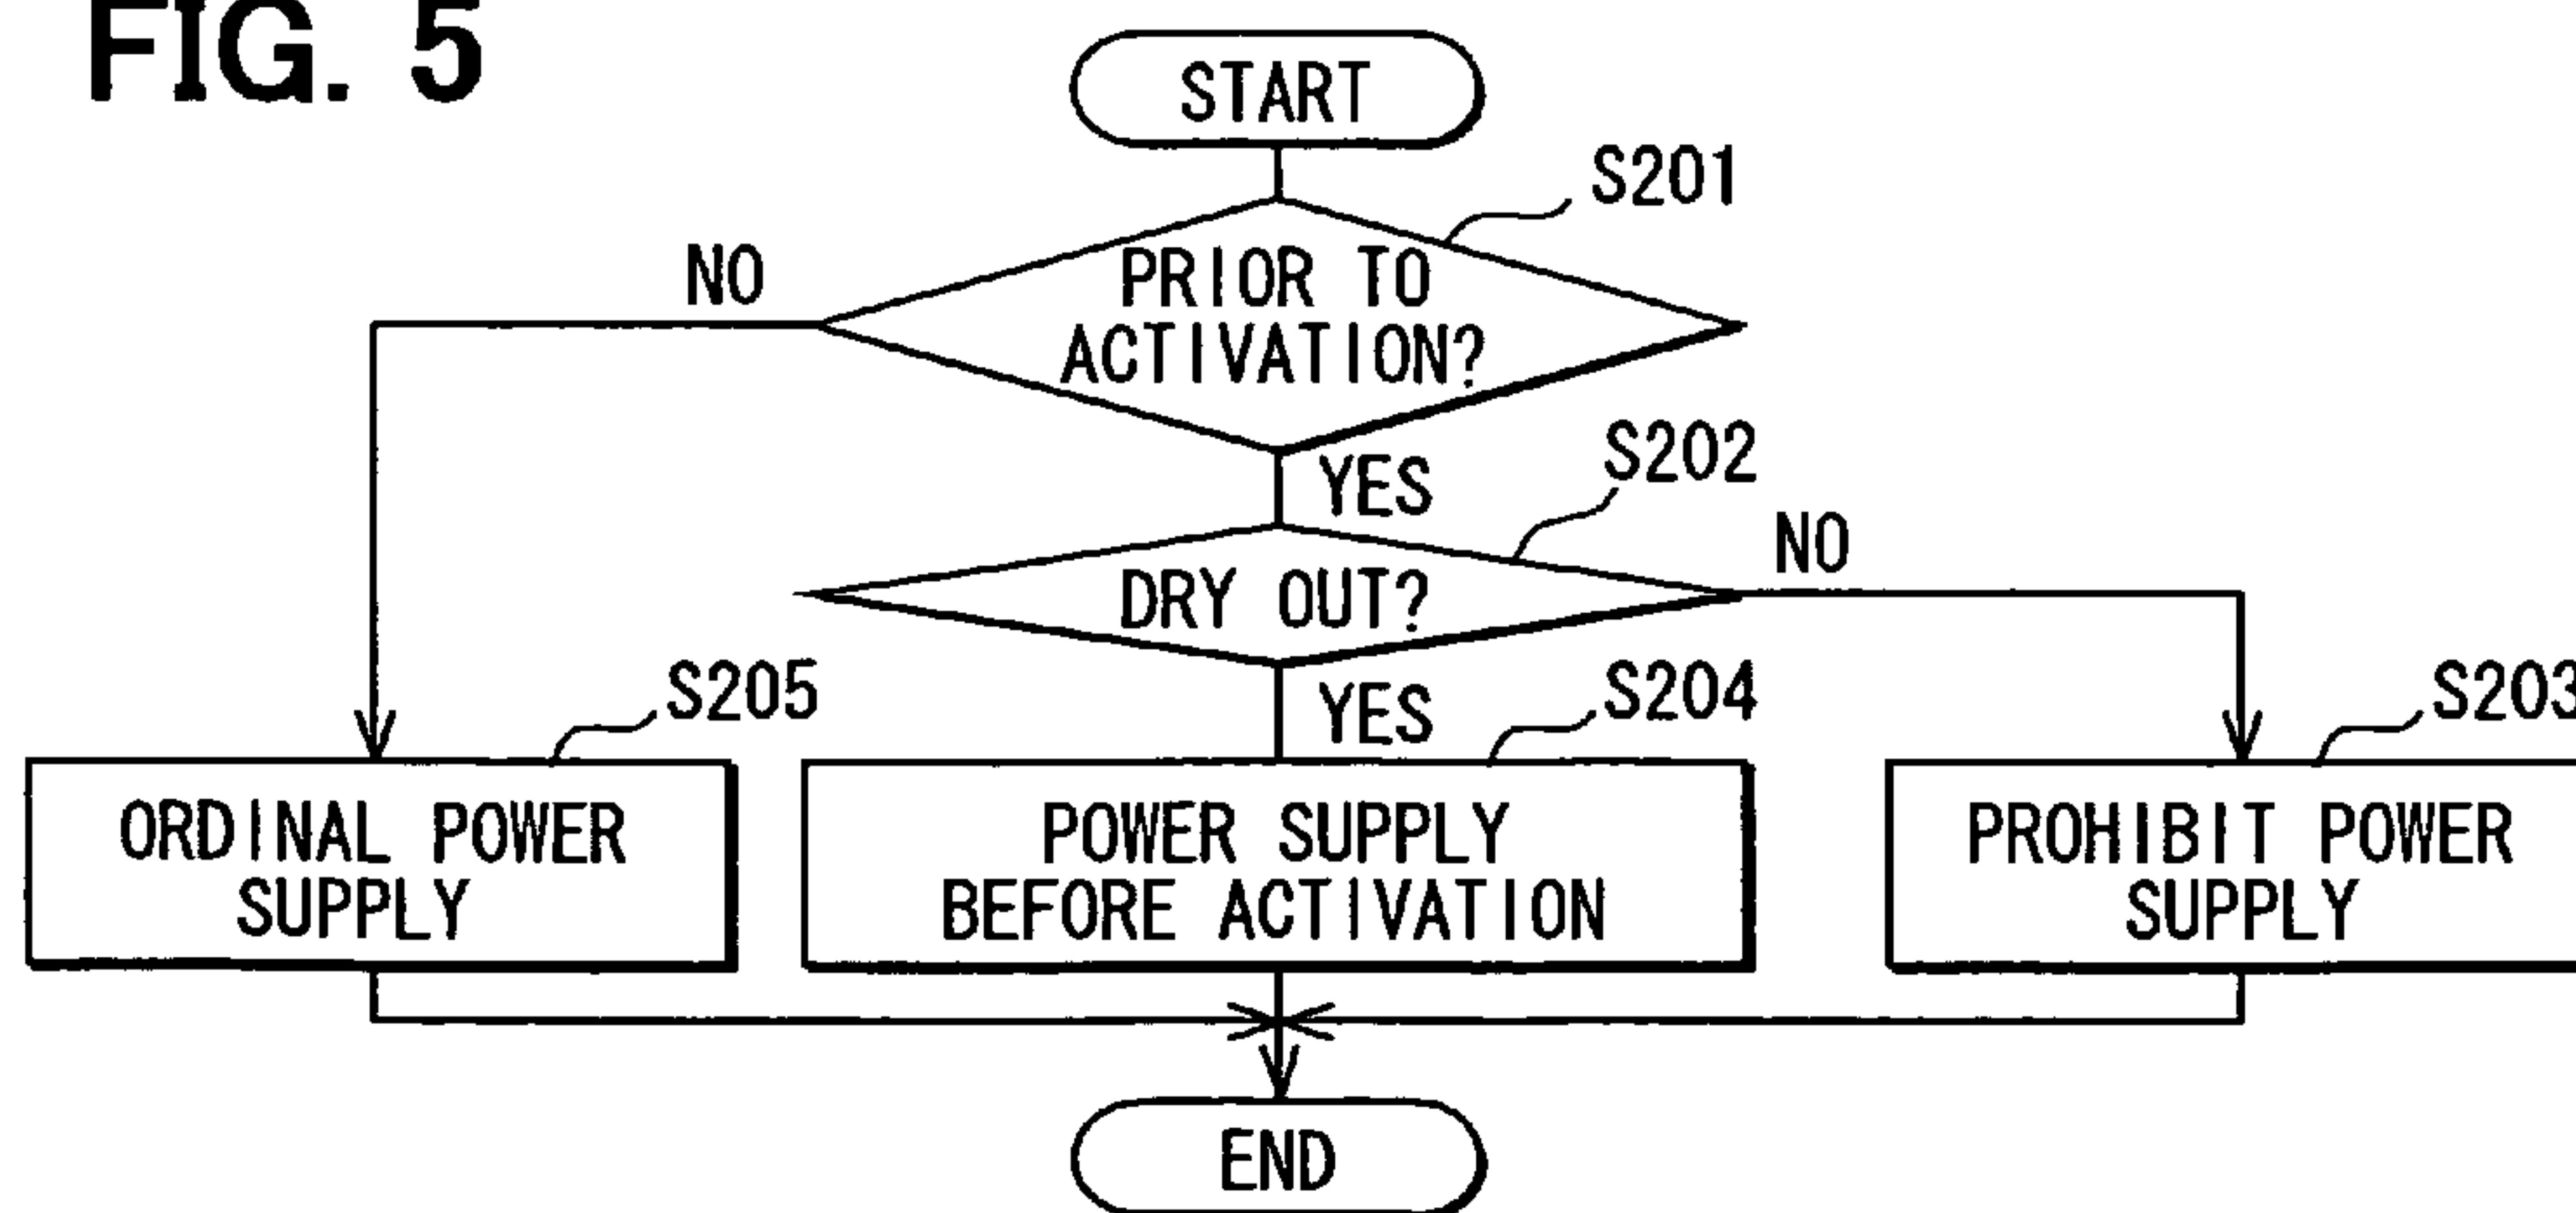 FIG. 5
START
S201
PRIOR TO
ACTIVATION?
NO
YES
S202
DRY OUT?
NO
YES
S205
S204
S203
ORDINAL POWER
SUPPLY
POWER SUPPLY
BEFORE ACTIVATION
PROHIBIT POWER
SUPPLY
END